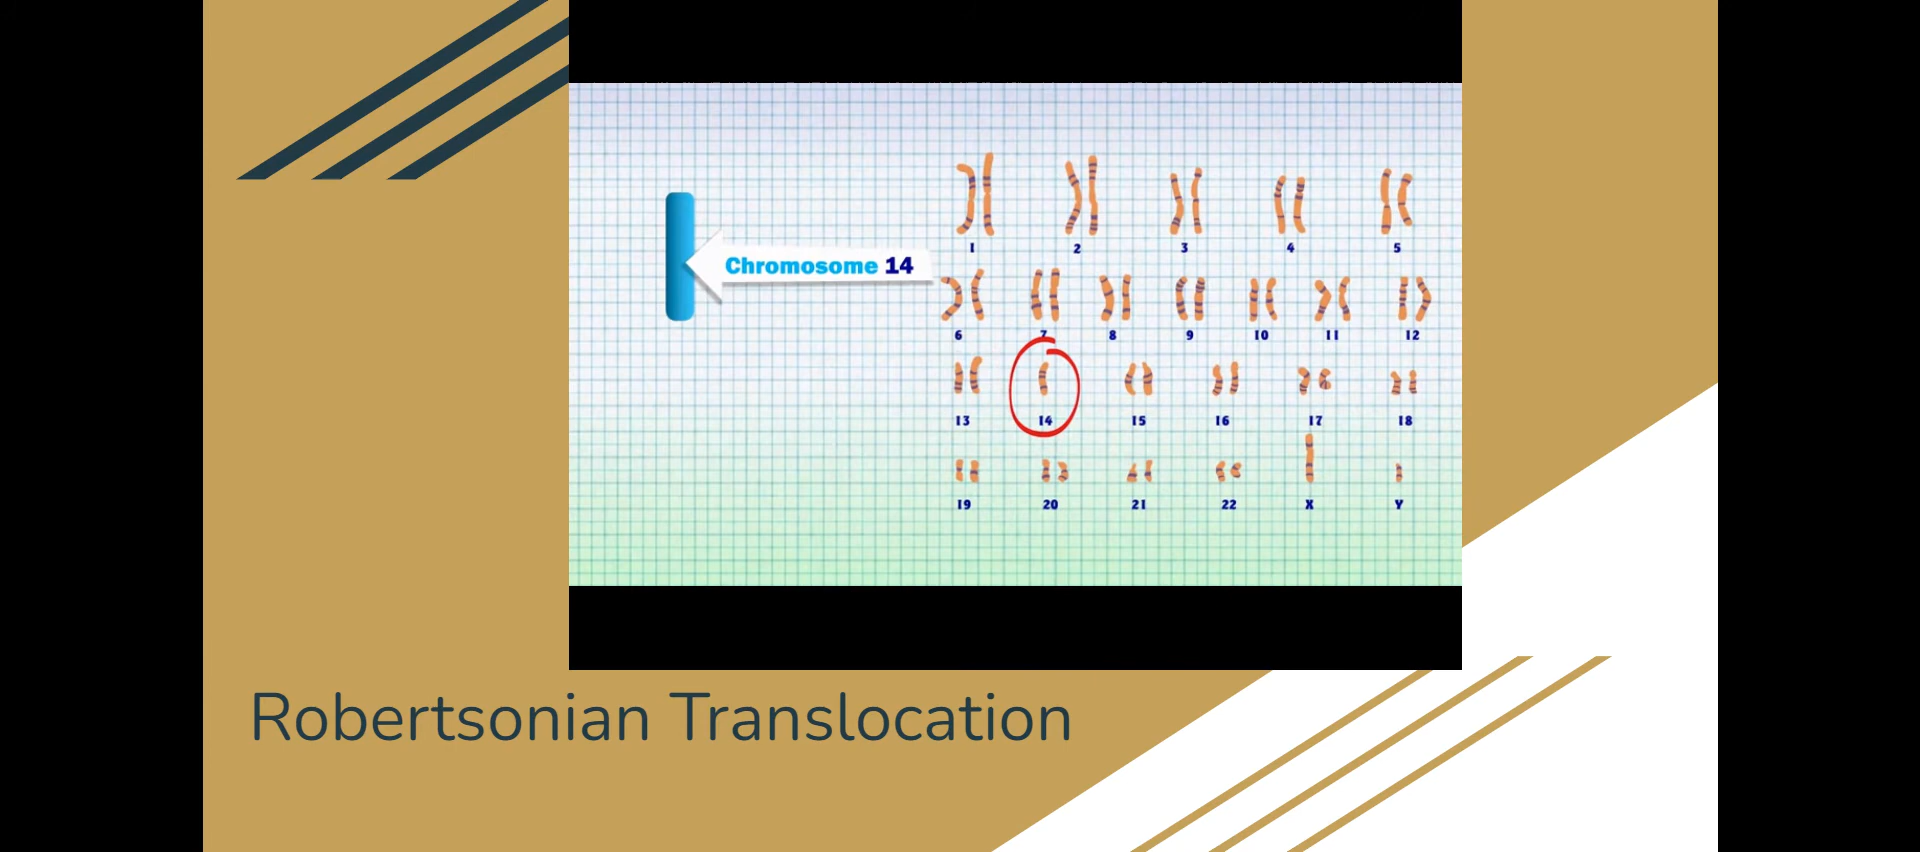 Chromosome 14
1 2 3 4 5
6 7 8 9 10 11 12
13 14 15 16 17 18
19 20 21 22 X Y
Robertsonian Translocation